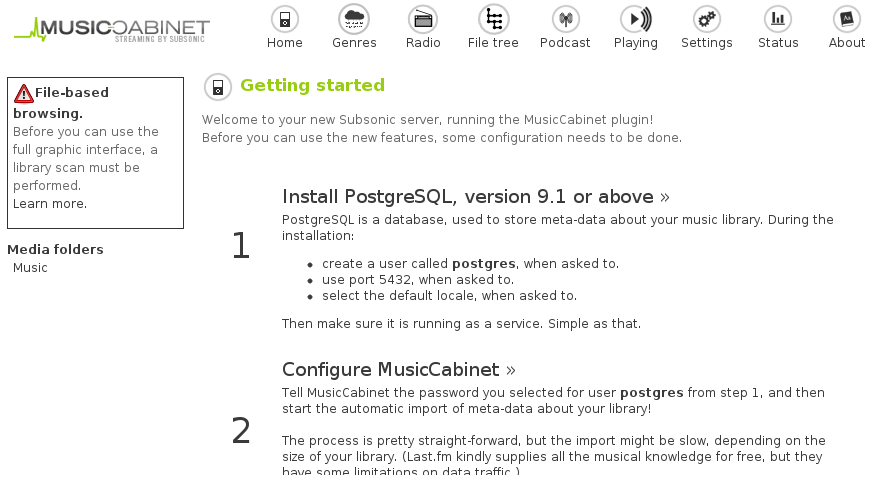 MUSICCABINET
STREAMING BY SUBSONIC
Home
Genres
Radio
File tree
Podcast
Playing
Settings
Status
About
File-based
browsing.
Before you can use the
full graphic interface, a
library scan must be
performed.
Learn more.
Media folders
Music
Getting started
Welcome to your new Subsonic server, running the MusicCabinet plugin!
Before you can use the new features, some configuration needs to be done.
1
Install PostgreSQL, version 9.1 or above »
PostgreSQL is a database, used to store meta-data about your music library. During the
installation:
• create a user called postgres, when asked to.
• use port 5432, when asked to.
• select the default locale, when asked to.
Then make sure it is running as a service. Simple as that.
2
Configure MusicCabinet »
Tell MusicCabinet the password you selected for user postgres from step 1, and then
start the automatic import of meta-data about your library!
The process is pretty straight-forward, but the import might be slow, depending on the
size of your library. (Last.fm kindly supplies all the musical knowledge for free, but they
have some limitations on data traffic.)